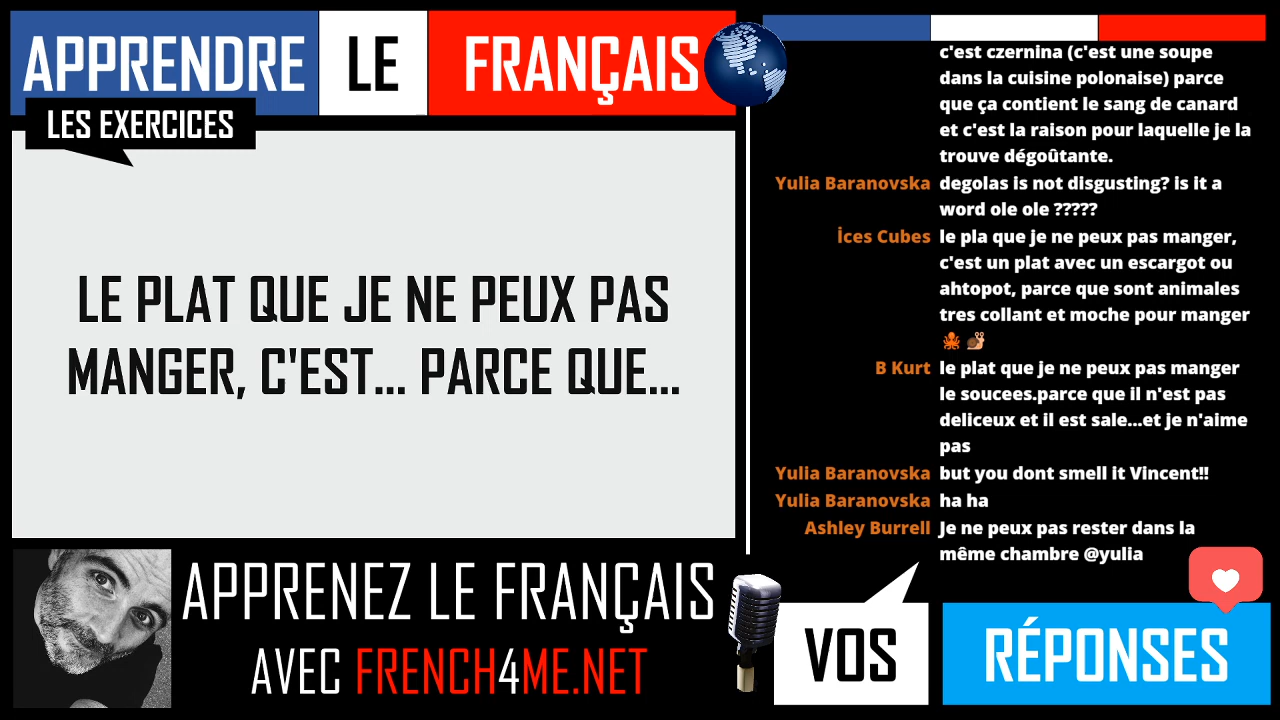 APPRENDRE LE FRANÇAIS
LES EXERCICES
LE PLAT QUE JE NE PEUX PAS
MANGER, C'EST... PARCE QUE...
APPRENEZ LE FRANÇAIS
AVEC FRENCH4ME.NET
c'est czernina (c'est une soupe
dans la cuisine polonaise) parce
que ça contient le sang de canard
et c'est la raison pour laquelle je la
trouve dégoûtante.
Yulia Baranovska degolas is not disgusting? is it a
word ole ole ?????
İces Cubes le pla que je ne peux pas manger,
c'est un plat avec un escargot ou
ahtopot, parce que sont animales
tres collant et moche pour manger
🐙 🐌
B Kurt le plat que je ne peux pas manger
le soucees.parce que il n'est pas
deliceux et il est sale...et je n'aime
pas
Yulia Baranovska but you dont smell it Vincent!!
Yulia Baranovska ha ha
Ashley Burrell Je ne peux pas rester dans la
même chambre @yulia
VOS RÉPONSES